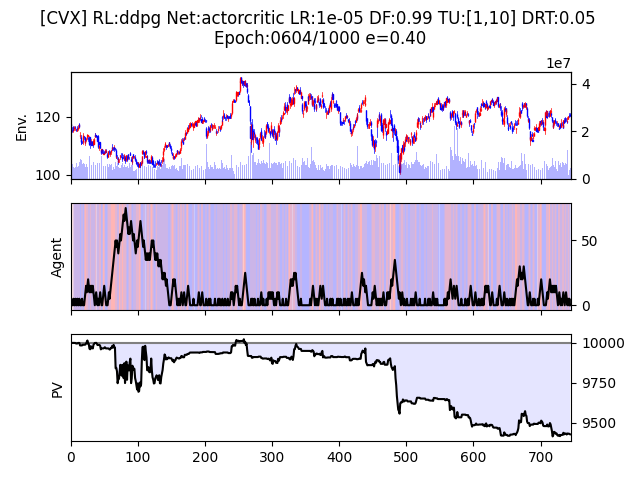 [CVX] RL:ddpg Net:actorcritic LR:1e-05 DF:0.99 TU:[1,10] DRT:0.05
Epoch:0604/1000 e=0.40
1e7
Env.
120
100
4
2
0
Agent
50
0
PV
10000
9750
9500
0 100 200 300 400 500 600 700